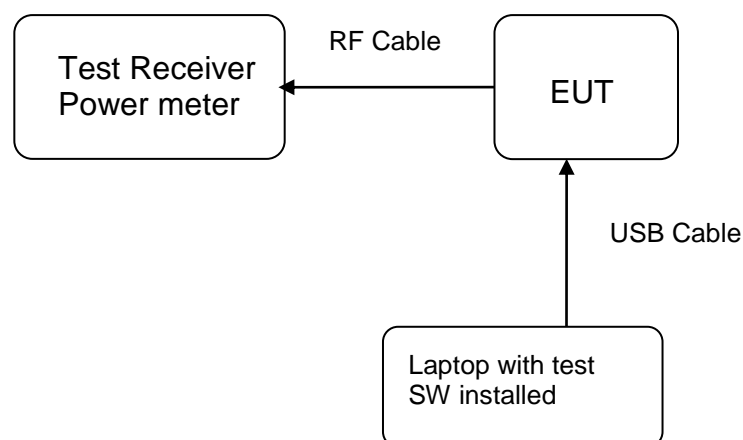 RF Cable
Test Receiver
Power meter
EUT
USB Cable
Laptop with test
SW installed